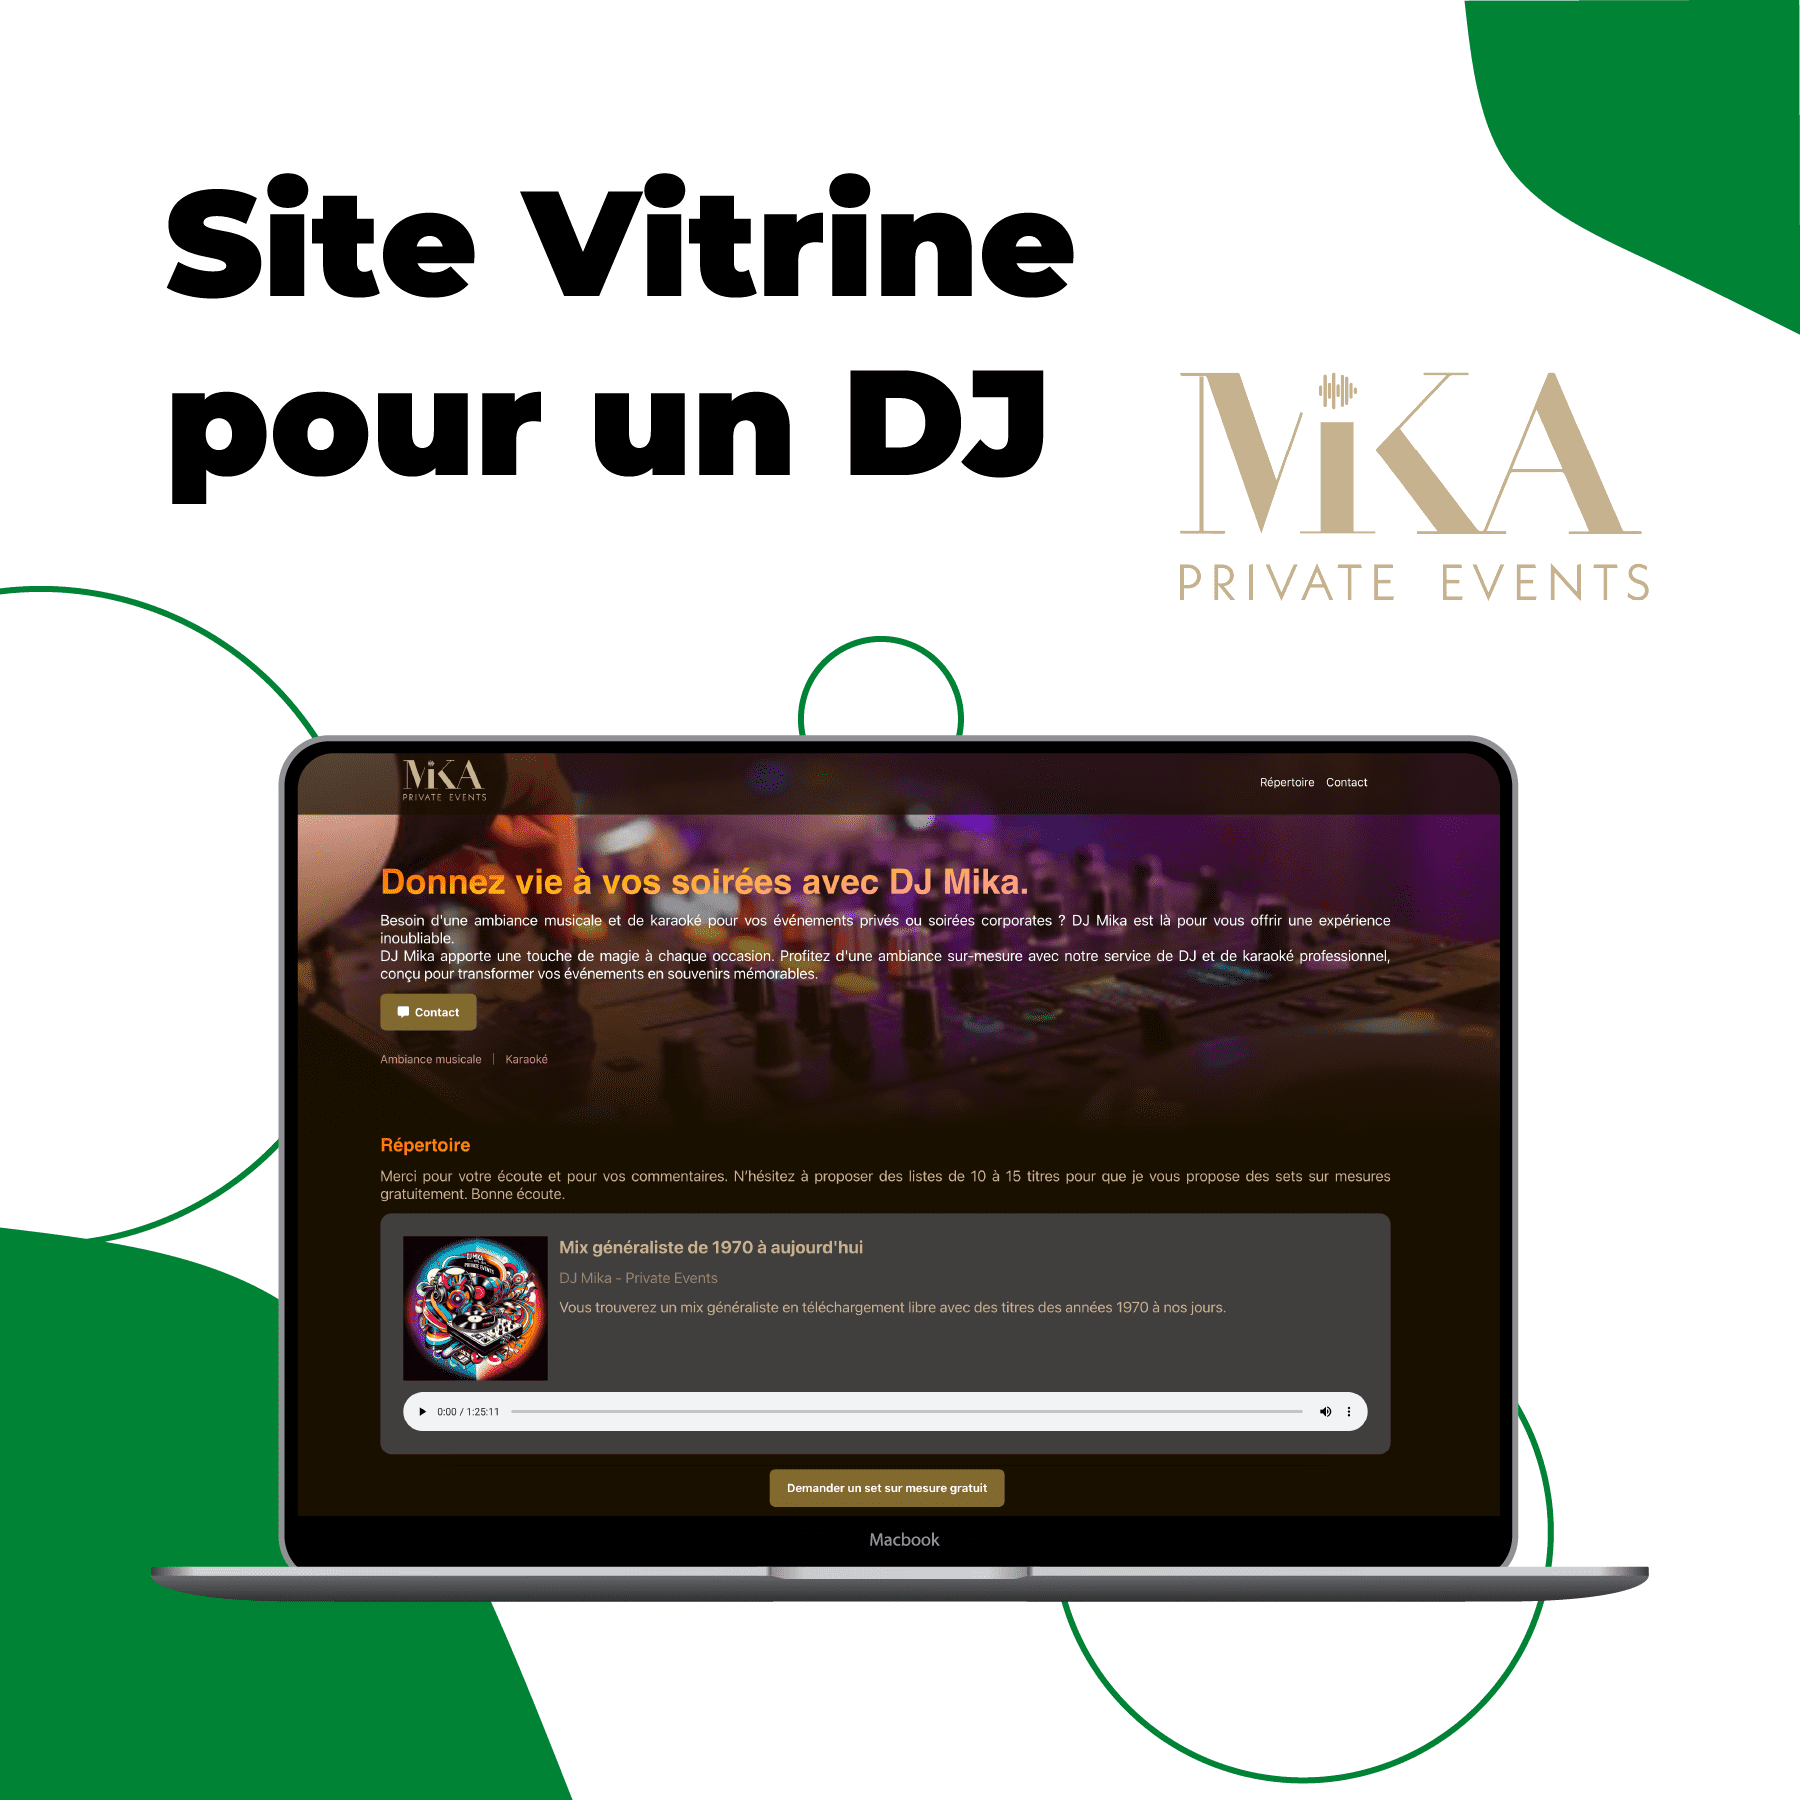 Site Vitrine
pour un DJ
MiKA
PRIVATE EVENTS
MiKA
PRIVATE EVENTS
Répertoire Contact
Donnez vie à vos soirées avec DJ Mika.
Besoin d'une ambiance musicale et de karaoké pour vos événements privés ou soirées corporates ? DJ Mika est là pour vous offrir une expérience
inoubliable.
DJ Mika apporte une touche de magie à chaque occasion. Profitez d'une ambiance sur-mesure avec notre service de DJ et de karaoké professionnel,
conçu pour transformer vos événements en souvenirs mémorables.
Contact
Ambiance musicale | Karaoké
Répertoire
Merci pour votre écoute et pour vos commentaires. N'hésitez à proposer des listes de 10 à 15 titres pour que je vous propose des sets sur mesures
gratuitement. Bonne écoute.
DJ MIKA
PRIVATE EVENTS
Mix généraliste de 1970 à aujourd'hui
DJ Mika - Private Events
Vous trouverez un mix généraliste en téléchargement libre avec des titres des années 1970 à nos jours.
0:00 / 1:25:11
Demander un set sur mesure gratuit
Macbook